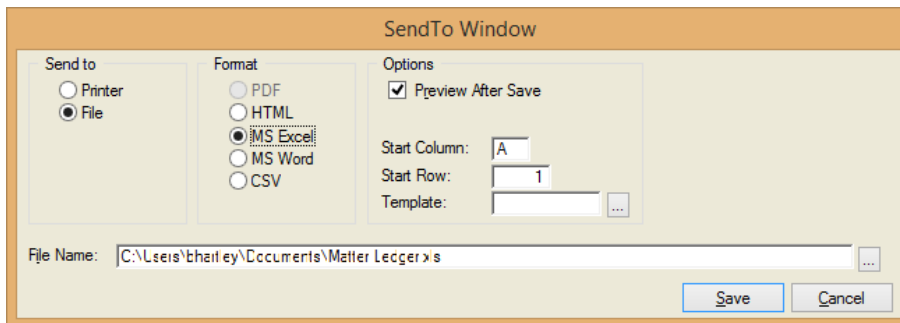 SendTo Window
Send to
Printer
File
Format
PDF
HTML
MS Excel
MS Word
CSV
Options
Preview After Save
Start Column: A
Start Row: 1
Template: ...
File Name: C:\Users\bhartley\Documents\Matter Ledger.xls ...
Save Cancel